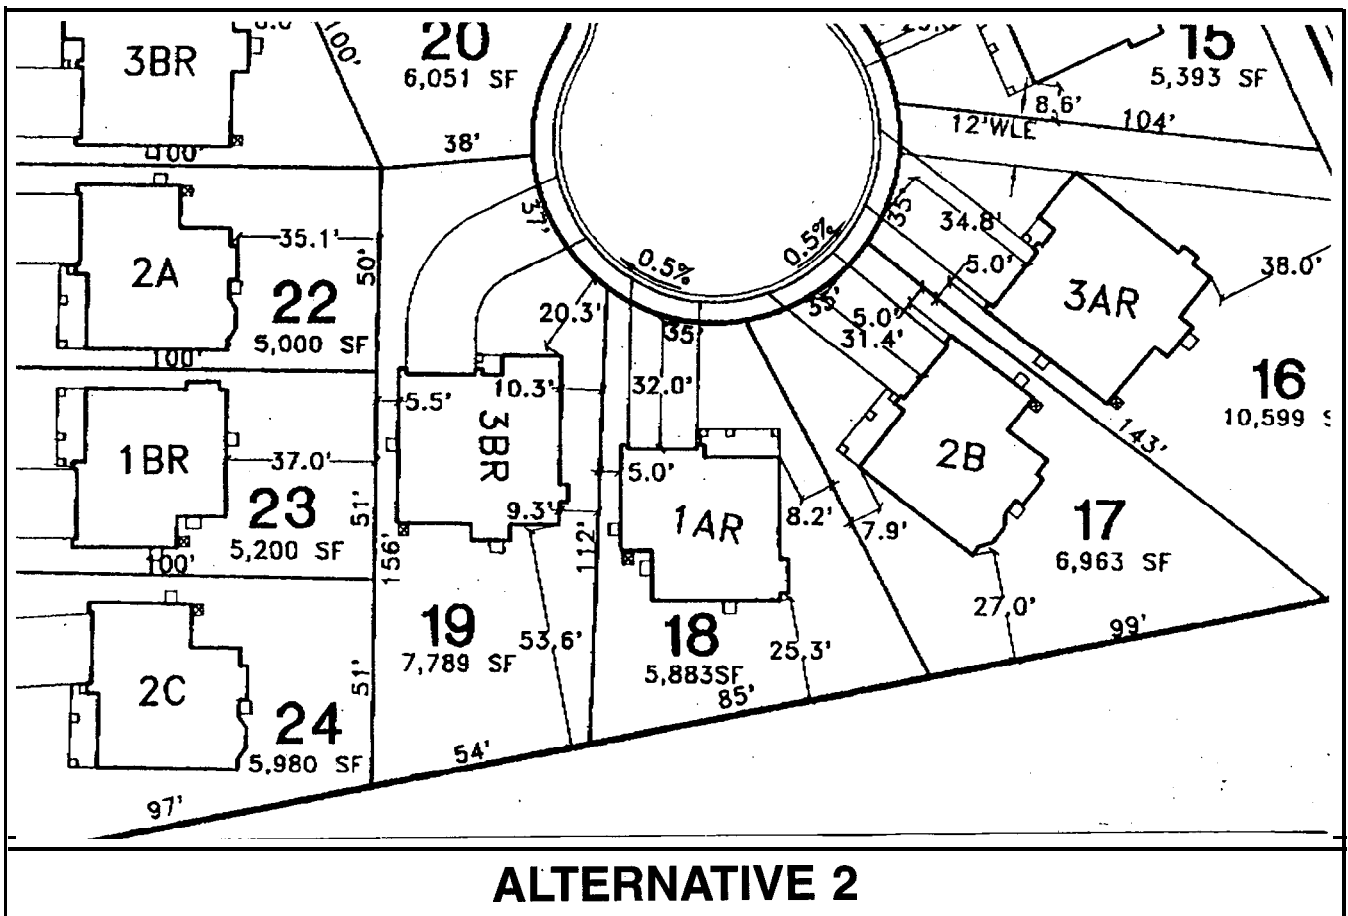 3BR
100'
100'
20
6,051 SF
38'
15
5,393 SF
8.6'
12'WLE
104'
2A
35.1'
50'
22
5,000 SF
100'
37'
0.5%
0.5%
35'
34.8'
5.0'
3AR
38.0'
20.3'
35'
35'
5.0'
31.4'
16
10,599
1BR
37.0'
23
5,200 SF
51'
100'
5.5'
10.3'
3BR
9.3'
32.0'
5.0'
1AR
8.2'
7.9'
2B
143'
17
6,963 SF
156'
112'
19
7,789 SF
53.6'
18
5,883SF
25.3'
27.0'
99'
85'
2C
51'
24
5,980 SF
54'
97'
ALTERNATIVE 2